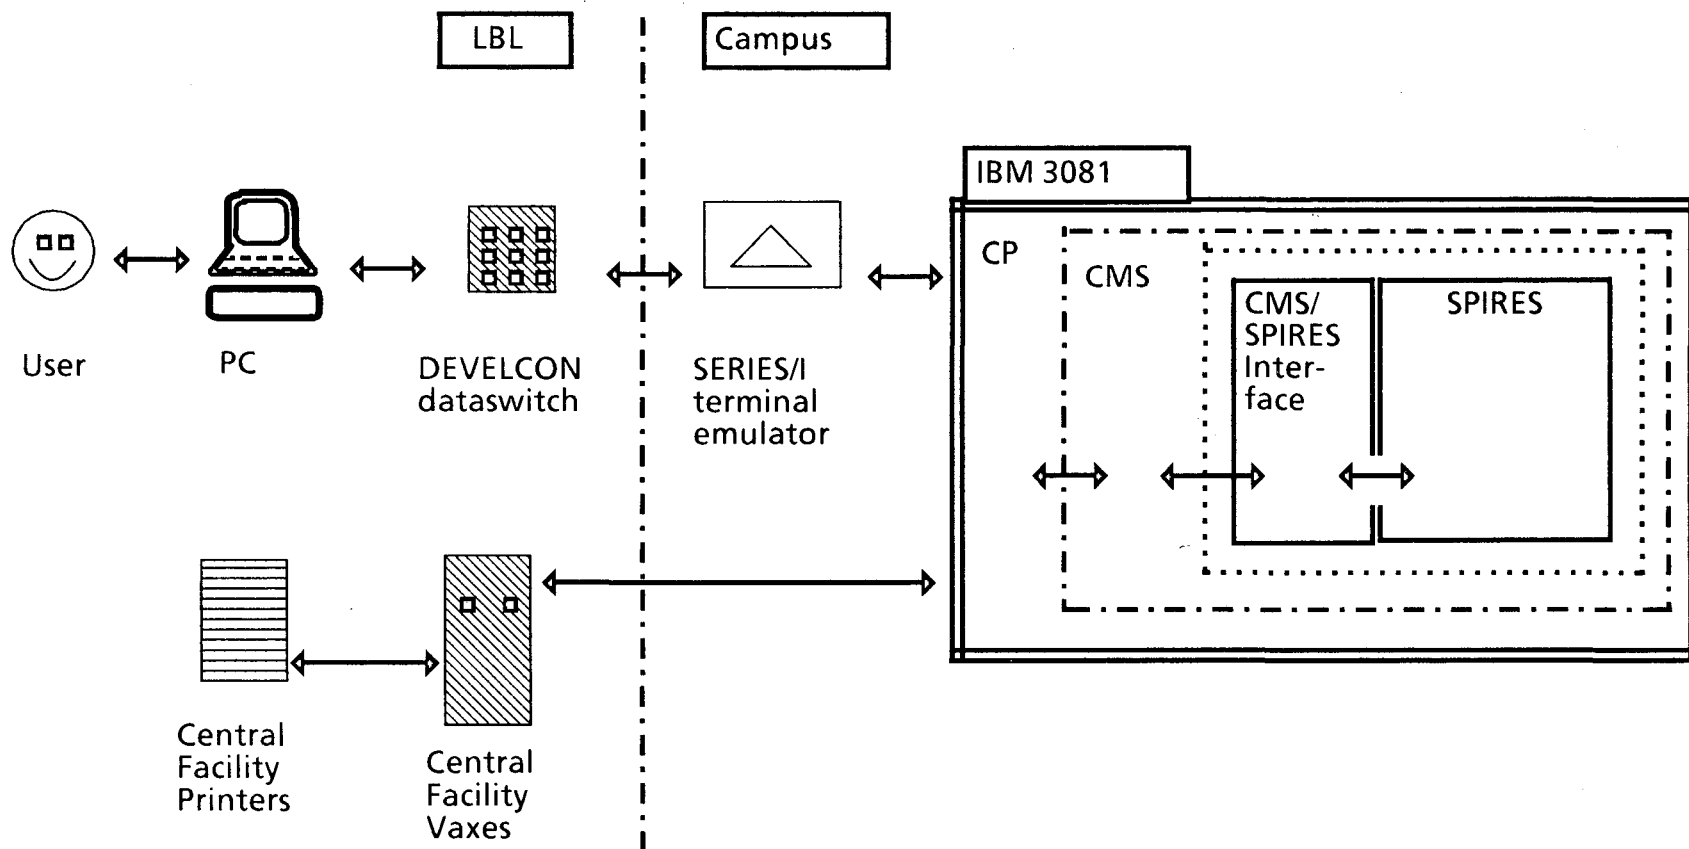 LBL
Campus
IBM 3081
CP
CMS
CMS/
SPIRES
Inter-
face
SPIRES
User
PC
DEVELCON
dataswitch
SERIES/I
terminal
emulator
Central
Facility
Printers
Central
Facility
Vaxes